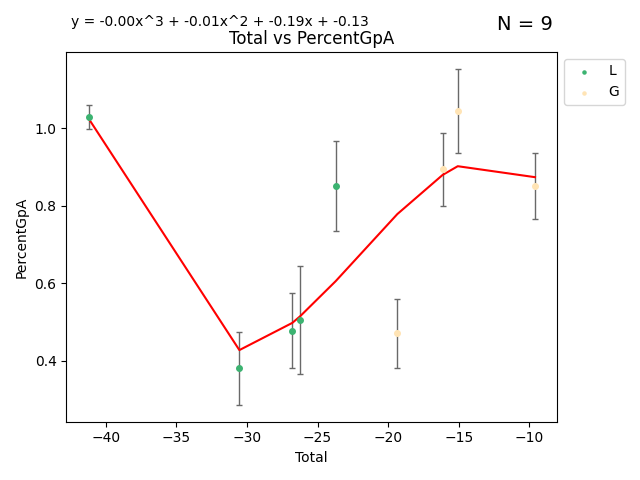 y = -0.00x^3 + -0.01x^2 + -0.19x + -0.13
N = 9
Total vs PercentGpA
L
G
1.0
0.8
0.6
0.4
PercentGpA
−40
−35
−30
−25
−20
−15
−10
Total